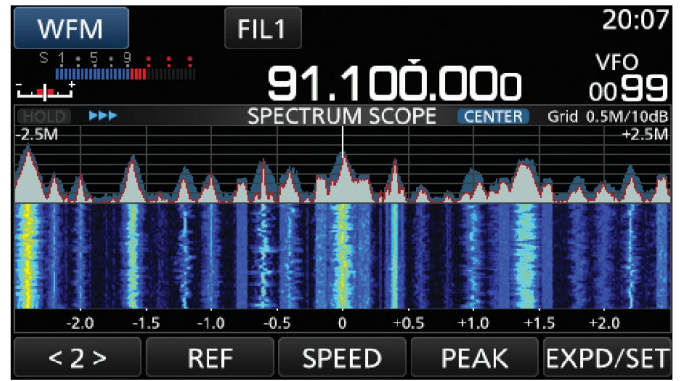 WFM FIL1 20:07
S 1 : 5 : 9 : : :
- +
91.100.000
VFO
00 99
HOLD SPECTRUM SCOPE CENTER Grid 0.5M/10dB
-2.5M +2.5M
-2.0 -1.5 -1.0 -0.5 0 +0.5 +1.0 +1.5 +2.0
< 2 > REF SPEED PEAK EXPD/SET